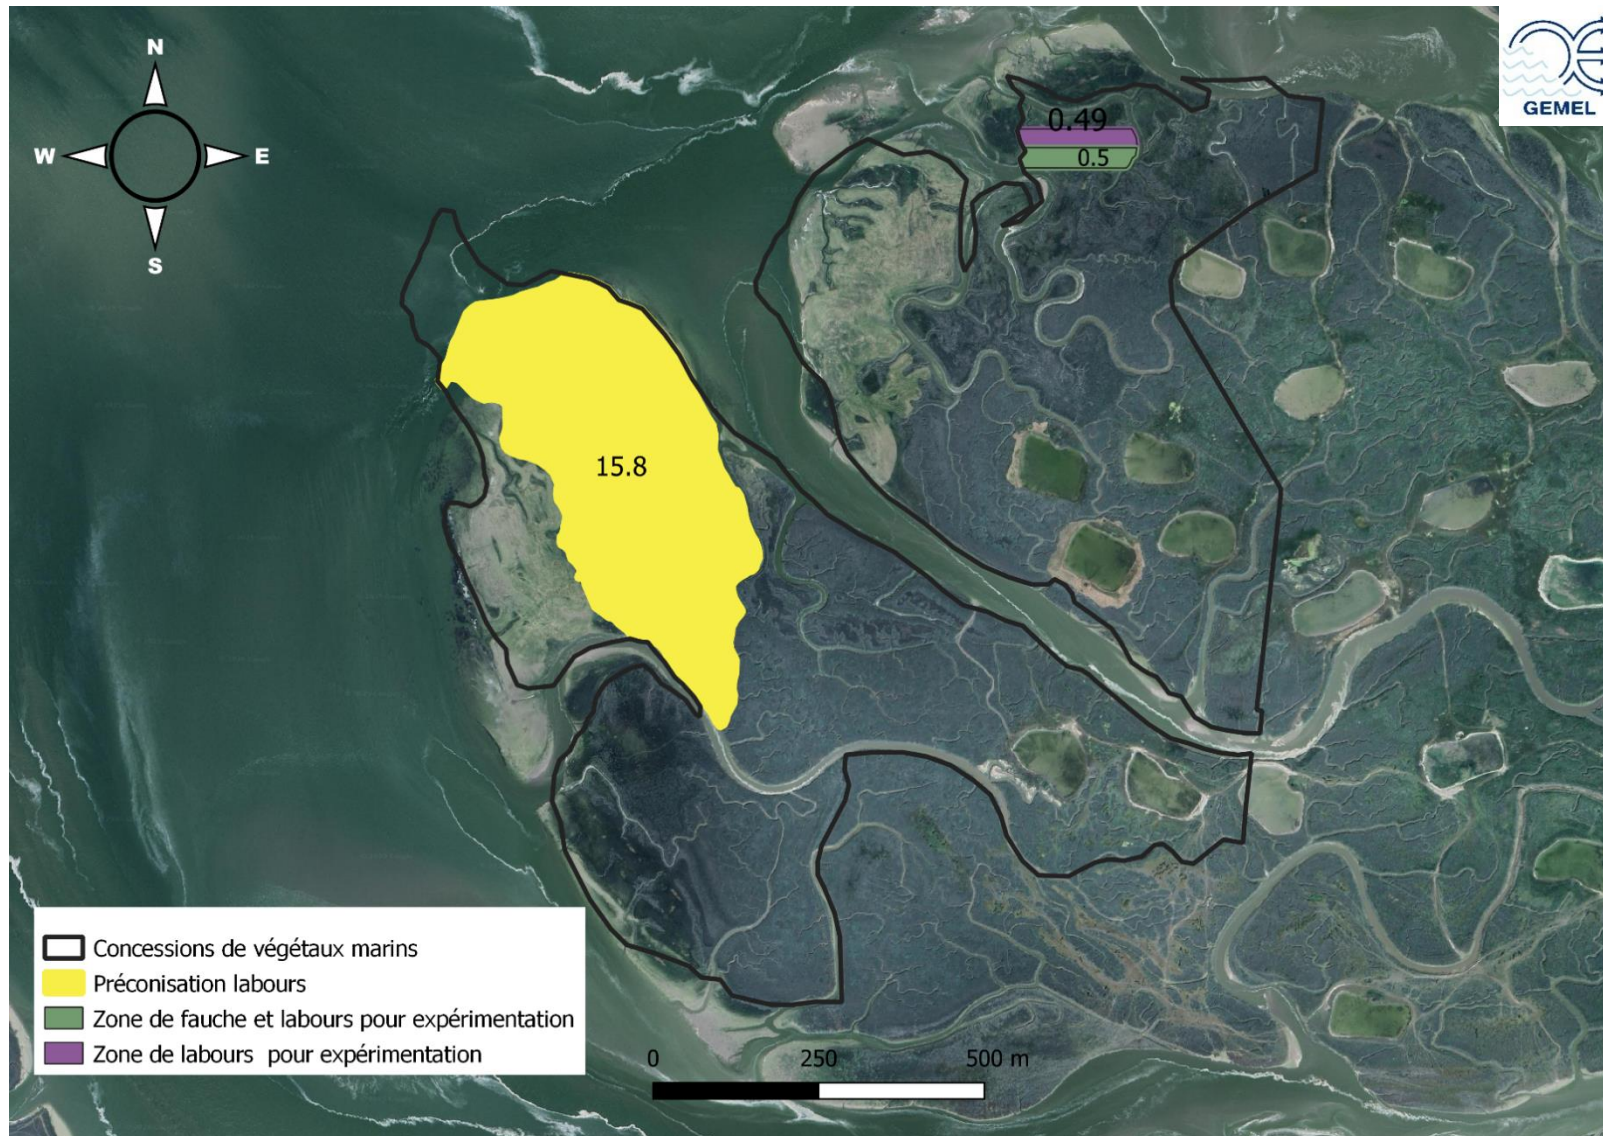 N
W
E
S
GEMEL
0.49
0.5
15.8
Concessions de végétaux marins
Préconisation labours
Zone de fauche et labours pour expérimentation
Zone de labours pour expérimentation
0
250
500 m